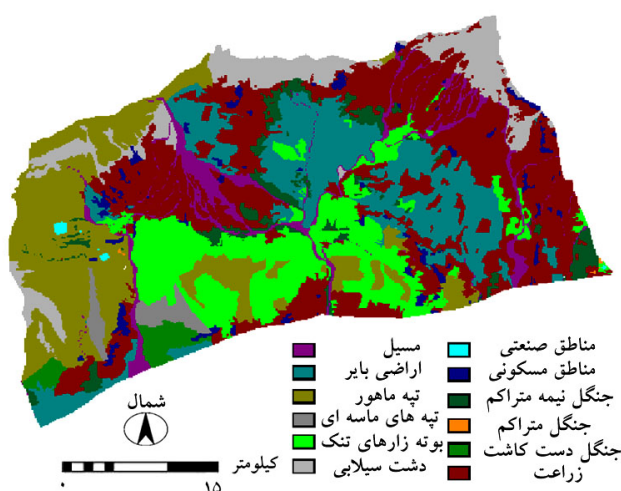 مناطق صنعتی
مناطق مسکونی
جنگل نیمه متراکم
جنگل متراکم
جنگل دست کاشت
زراعت
مسیل
اراضی بایر
تپه ماهور
تپه های ماسه ای
بوته زارهای تنک
دشت سیلابی
شمال
کیلومتر
۰ ۱۵